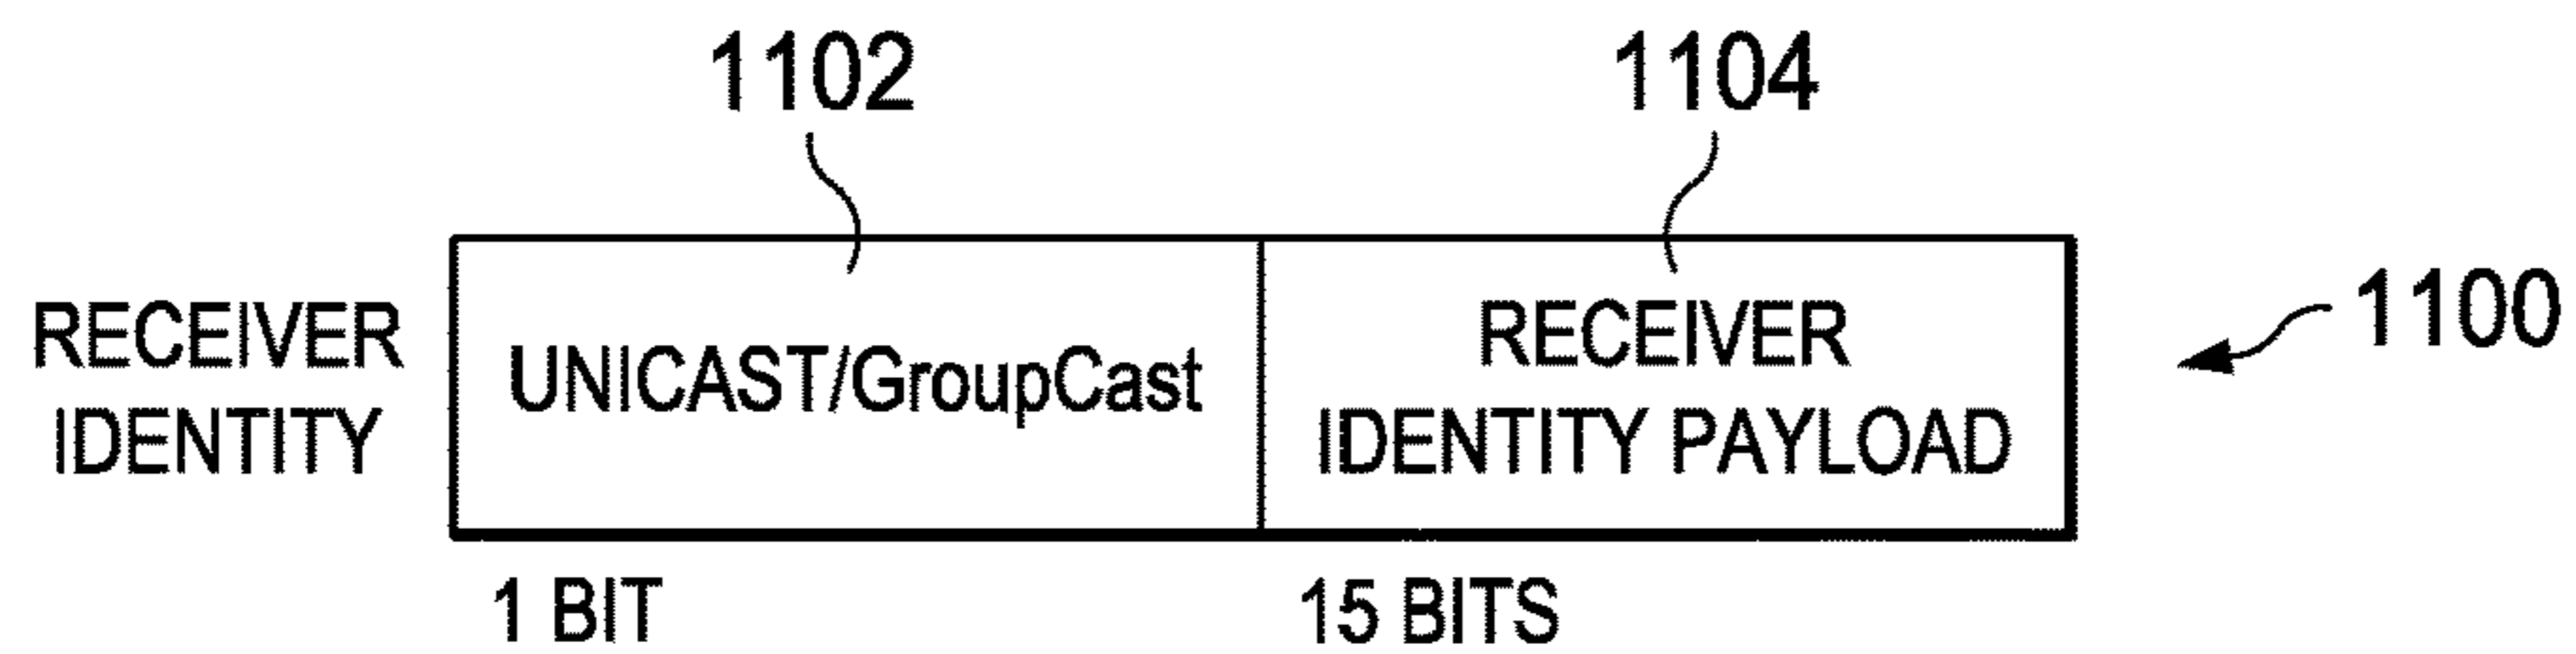 1102
1104
RECEIVER
IDENTITY
UNICAST/GroupCast
RECEIVER
IDENTITY PAYLOAD
1100
1 BIT
15 BITS